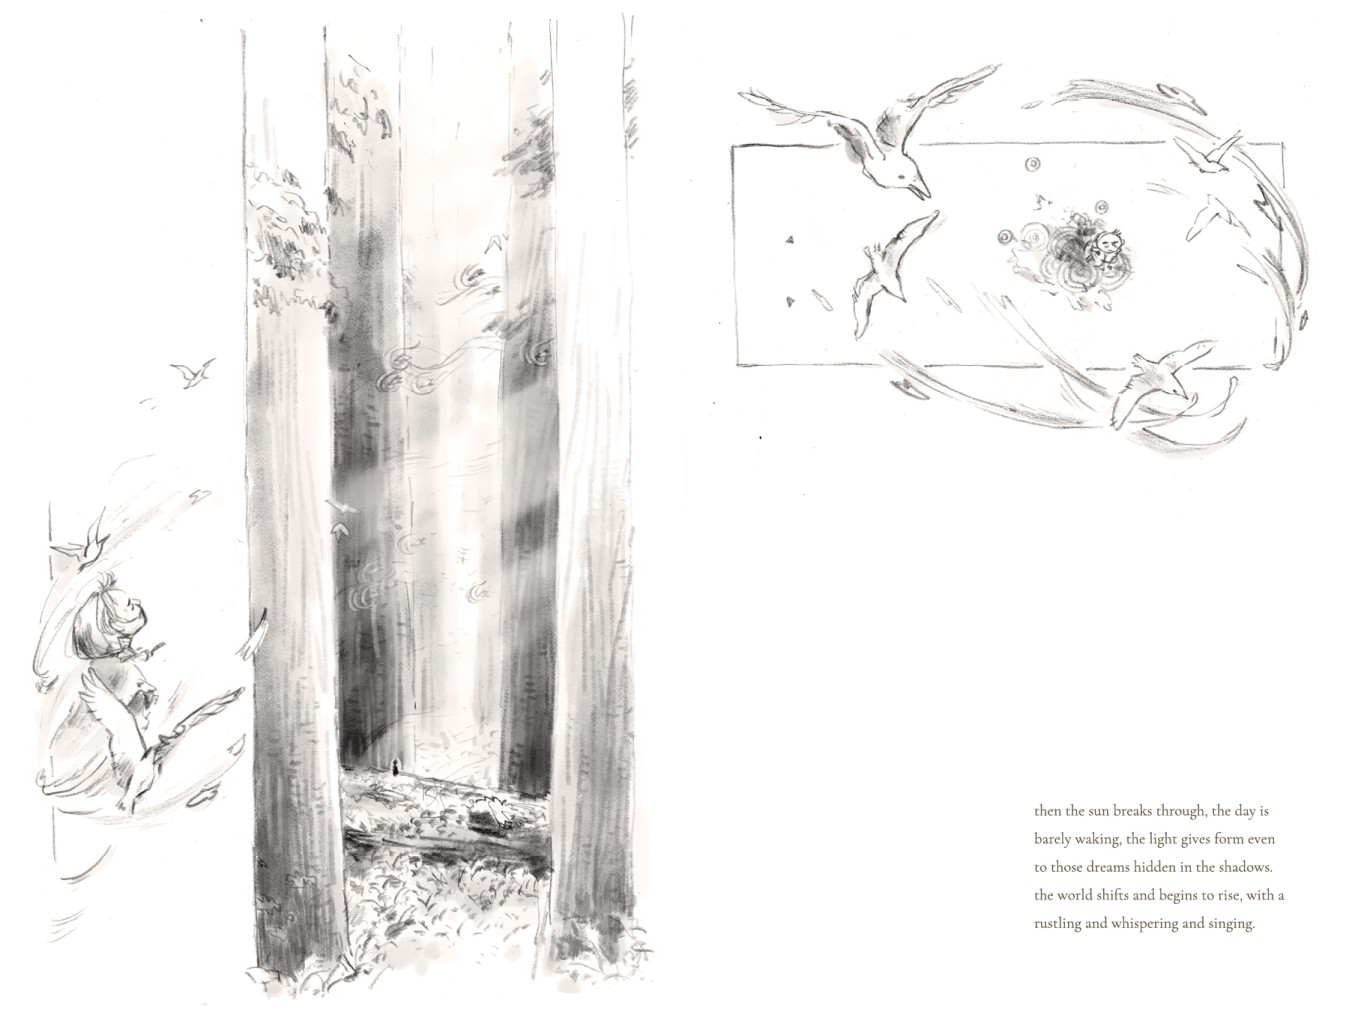 then the sun breaks through, the day is
barely waking, the light gives form even
to those dreams hidden in the shadows.
the world shifts and begins to rise, with a
rustling and whispering and singing.